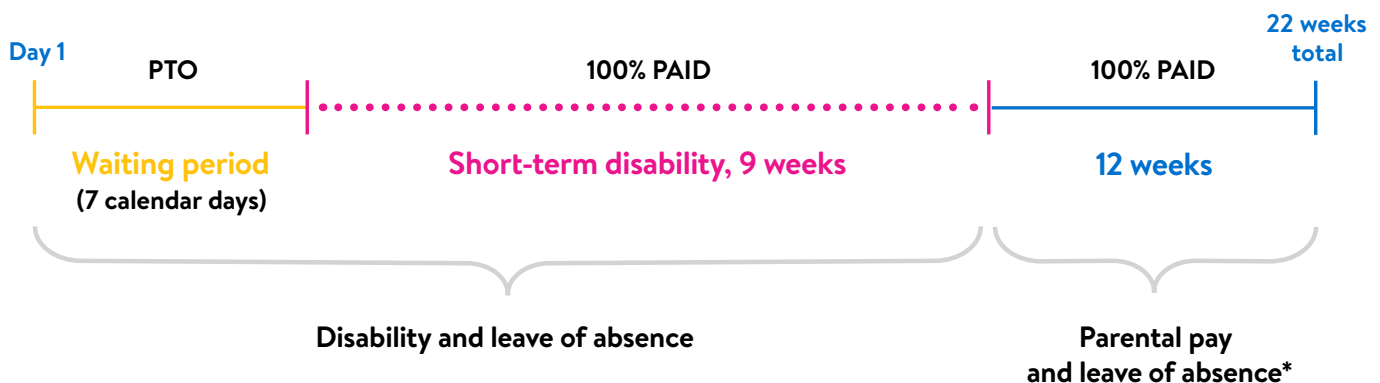 22 weeks
total
Day 1
PTO
100% PAID
100% PAID
Waiting period
(7 calendar days)
Short-term disability, 9 weeks
12 weeks
Disability and leave of absence
Parental pay
and leave of absence*